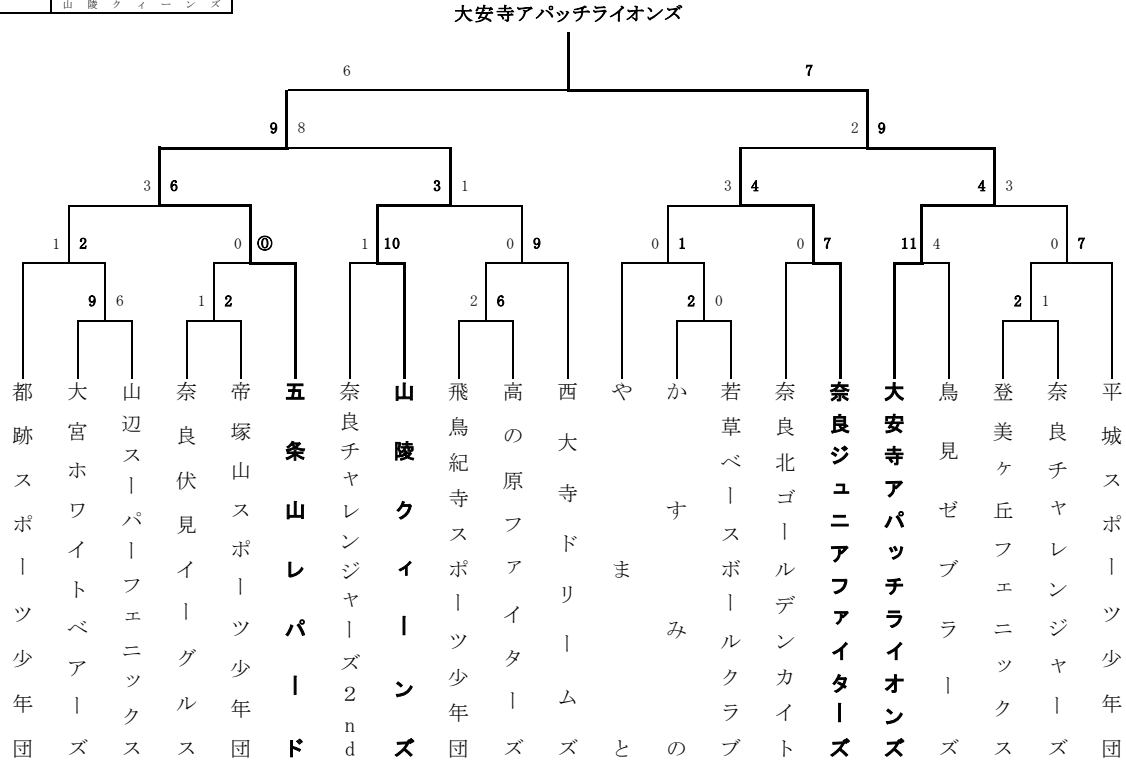 山陵クィーンズ
大安寺アパッチライオンズ
6 7
9 8 2 9
3 6 3 1 3 4 4 3
1 2 0 ⓪ 1 10 0 9 0 1 0 7 11 4 0 7
9 6 1 2 2 6 2 0 2 1
都跡スポーツ少年団
大宮ホワイトベアーズ
山辺スーパーフェニックス
奈良伏見イーグルス
帝塚山スポーツ少年団
五条山レパード
奈良チャレンジャーズ2nd
山陵クィーンズ
飛鳥紀寺スポーツ少年団
高の原ファイターズ
西大寺ドリームズ
やまと
かすみの
若草ベースボールクラブ
奈良北ゴールデンカイト
奈良ジュニアファイターズ
大安寺アパッチライオンズ
鳥見ゼブラーズ
登美ケ丘フェニックス
奈良チャレンジャーズ
平城スポーツ少年団